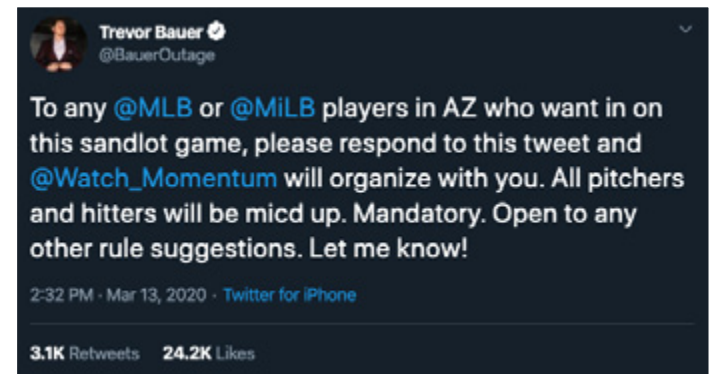 Trevor Bauer
@BauerOutage
To any @MLB or @MiLB players in AZ who want in on
this sandlot game, please respond to this tweet and
@Watch_Momentum will organize with you. All pitchers
and hitters will be micd up. Mandatory. Open to any
other rule suggestions. Let me know!
2:32 PM · Mar 13, 2020 · Twitter for iPhone
3.1K Retweets 24.2K Likes